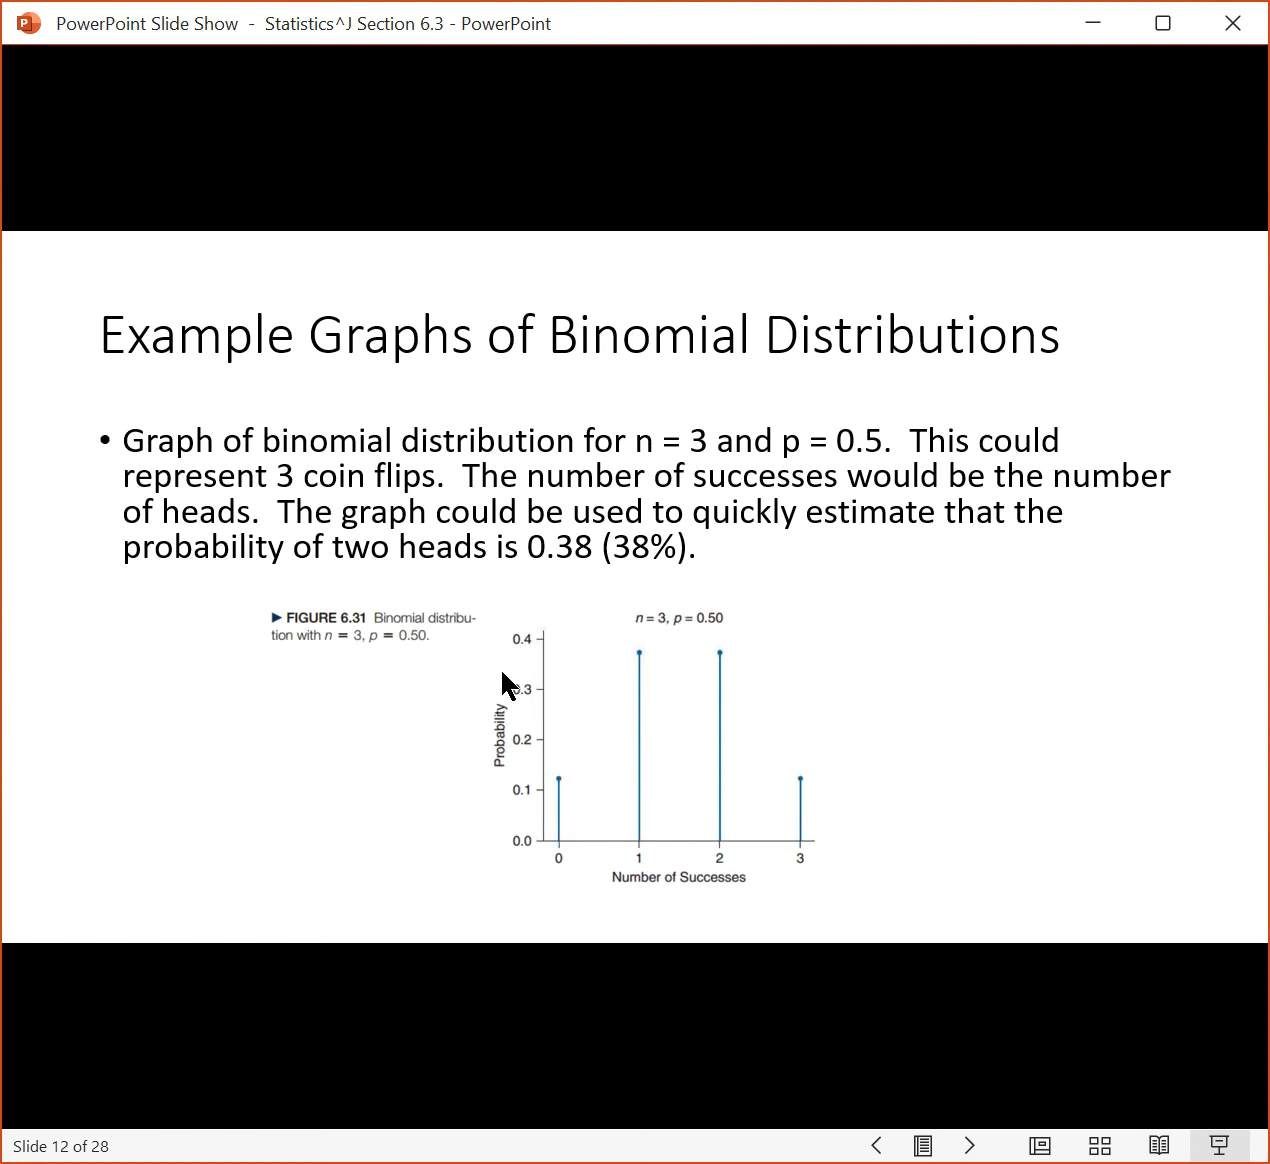 PowerPoint Slide Show - Statistics^J Section 6.3 - PowerPoint
Example Graphs of Binomial Distributions
• Graph of binomial distribution for n = 3 and p = 0.5. This could
represent 3 coin flips. The number of successes would be the number
of heads. The graph could be used to quickly estimate that the
probability of two heads is 0.38 (38%).
▶ FIGURE 6.31 Binomial distribu-
tion with n = 3, p = 0.50.
n = 3, p = 0.50
0.4
0.3
0.2
0.1
0.0
Probability
0 1 2 3
Number of Successes
Slide 12 of 28